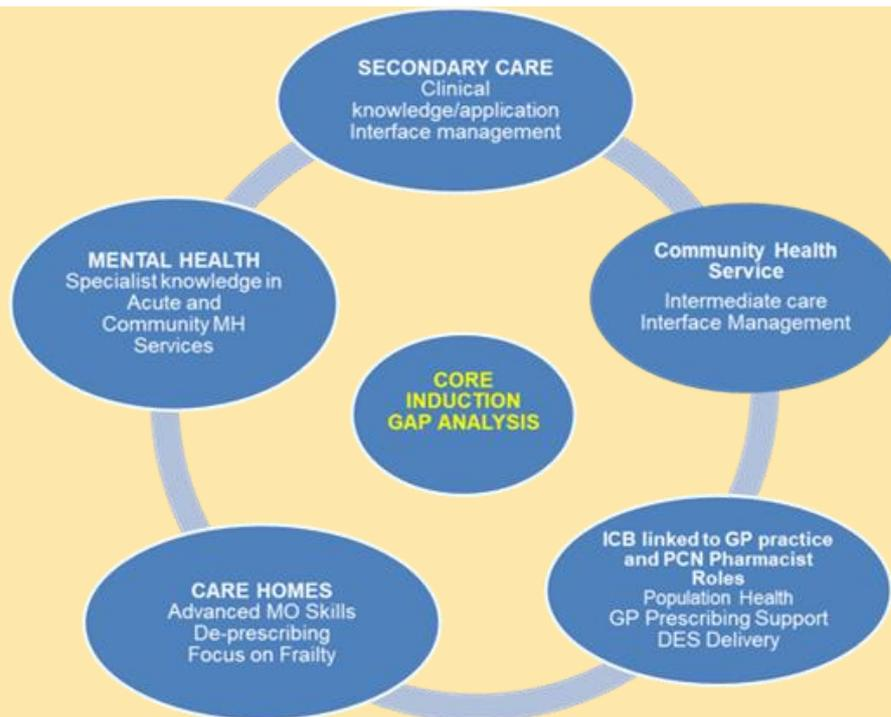 SECONDARY CARE
Clinical
knowledge/application
Interface management
Community Health
Service
Intermediate care
Interface Management
MENTAL HEALTH
Specialist knowledge in
Acute and
Community MH
Services
CORE
INDUCTION
GAP ANALYSIS
ICB linked to GP practice
and PCN Pharmacist
Roles
Population Health
GP Prescribing Support
DES Delivery
CARE HOMES
Advanced MO Skills
De-prescribing
Focus on Frailty